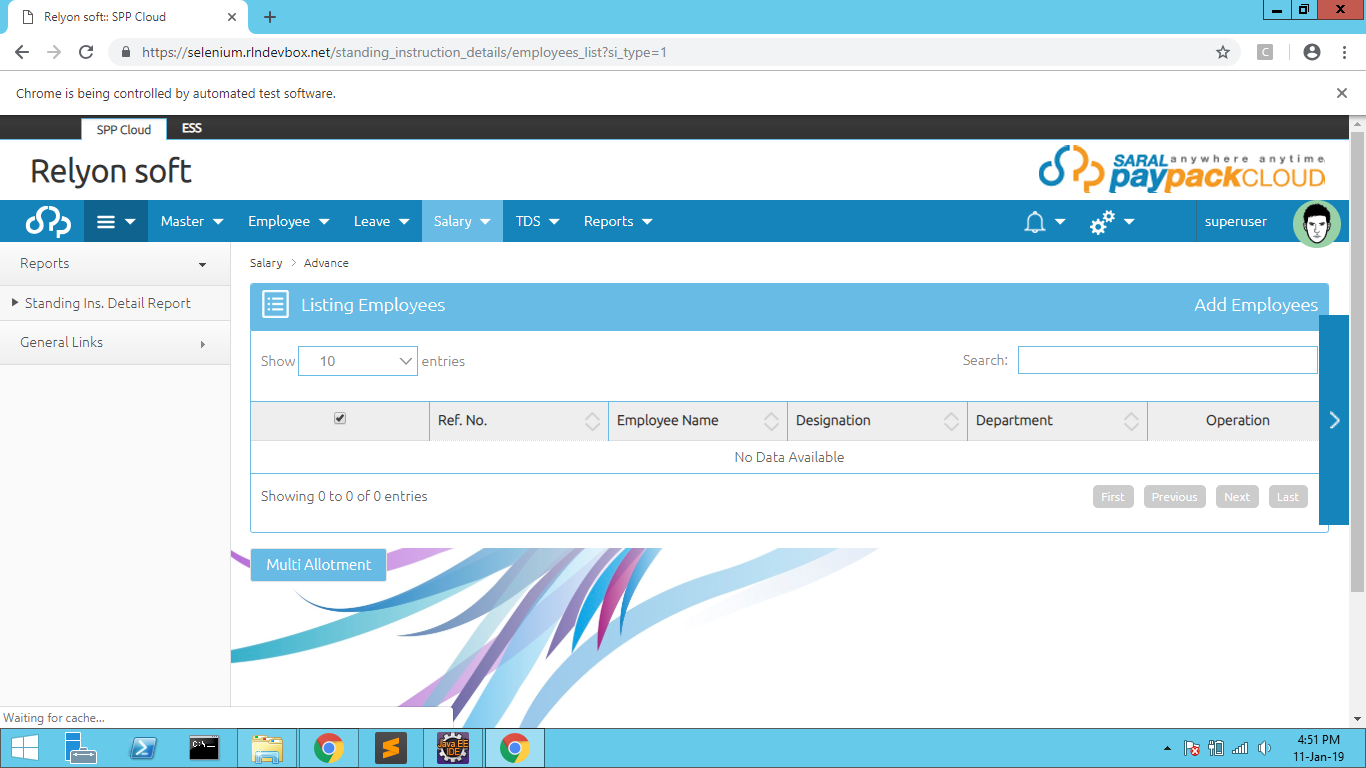 Relyon soft:: SPP Cloud
https://selenium.rlndevbox.net/standing_instruction_details/employees_list?si_type=1
C
Chrome is being controlled by automated test software.
SPP Cloud ESS
Relyon soft
SARAL anywhere anytime
paypackCLOUD
Master Employee Leave Salary TDS Reports superuser
Reports
Standing Ins. Detail Report
General Links
Salary > Advance
Listing Employees Add Employees
Show 10 entries Search:
Ref. No. Employee Name Designation Department Operation
No Data Available
Showing 0 to 0 of 0 entries First Previous Next Last
Multi Allotment
Waiting for cache...
C:\_
Java EE
IDE
4:51 PM
11-Jan-19